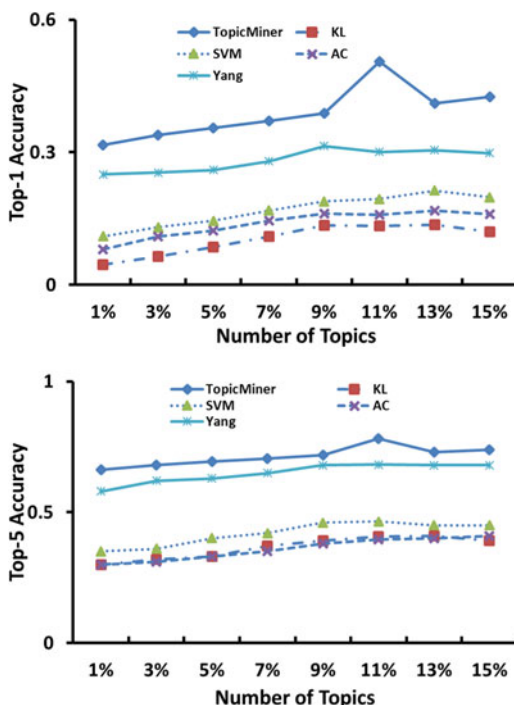 0.6
TopicMiner KL
SVM AC
Yang
0.3
0
Top-1 Accuracy
1% 3% 5% 7% 9% 11% 13% 15%
Number of Topics
1
TopicMiner KL
SVM AC
Yang
0.5
0
Top-5 Accuracy
1% 3% 5% 7% 9% 11% 13% 15%
Number of Topics